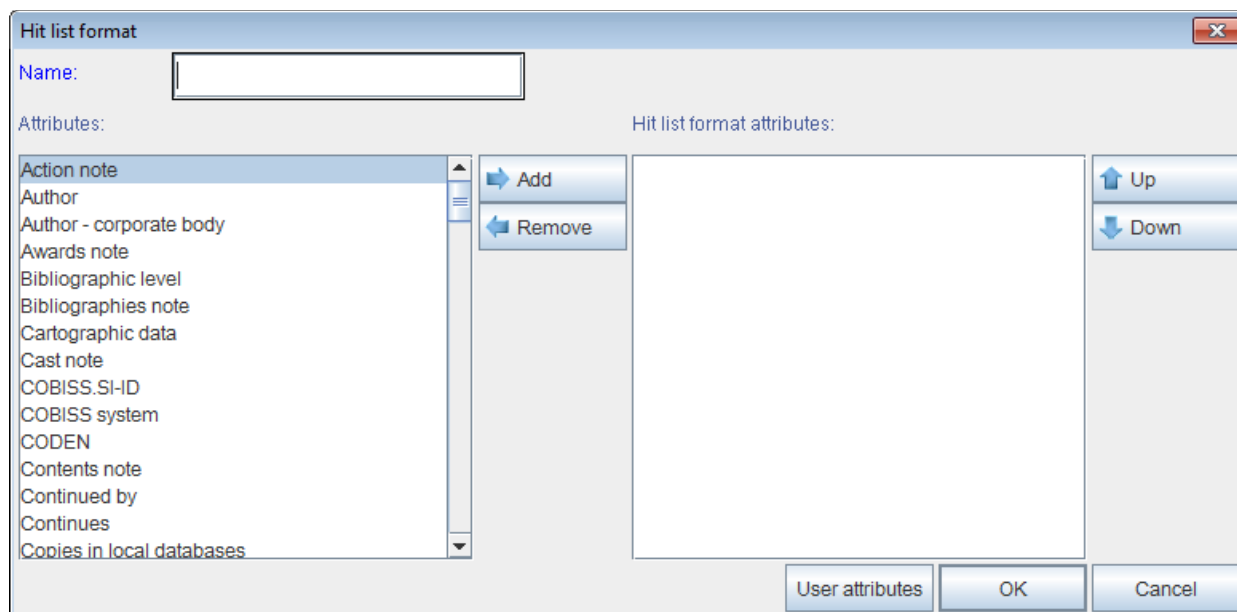 Hit list format
Name:
Attributes:
Hit list format attributes:
Action note
Author
Author - corporate body
Awards note
Bibliographic level
Bibliographies note
Cartographic data
Cast note
COBISS.SI-ID
COBISS system
CODEN
Contents note
Continued by
Continues
Copies in local databases
Add
Remove
Up
Down
User attributes
OK
Cancel